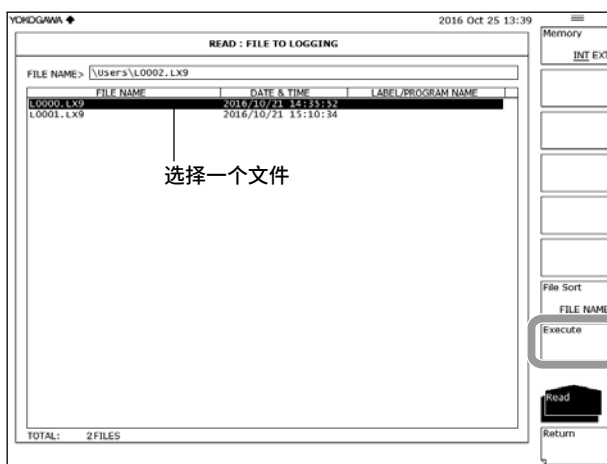 YOKOGAWA ◆
2016 Oct 25 13:39
READ : FILE TO LOGGING
FILE NAME> \Users\L0002.LX9
FILE NAME DATE & TIME LABEL/PROGRAM NAME
L0000.LX9 2016/10/21 14:35:52
L0001.LX9 2016/10/21 15:10:34
选择一个文件
TOTAL: 2FILES
Memory
INT EXT
File Sort
FILE NAME
Execute
Read
Return